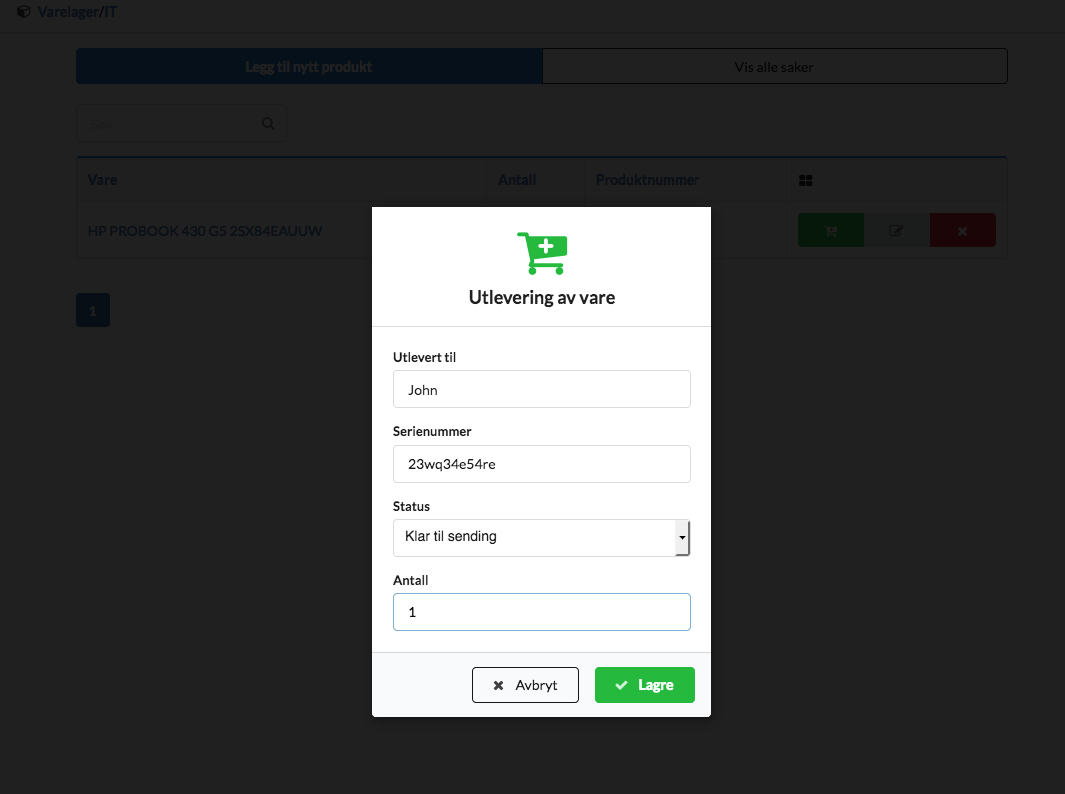 Varelager/IT
Legg til nytt produkt
Vis alle saker
Søk
Vare
Antall
Produktnummer
HP PROBOOK 430 G5 2SX84EAUUW
1
Utlevering av vare
Utlevert til
John
Serienummer
23wq34e54re
Status
Klar til sending
Antall
1
Avbryt
Lagre